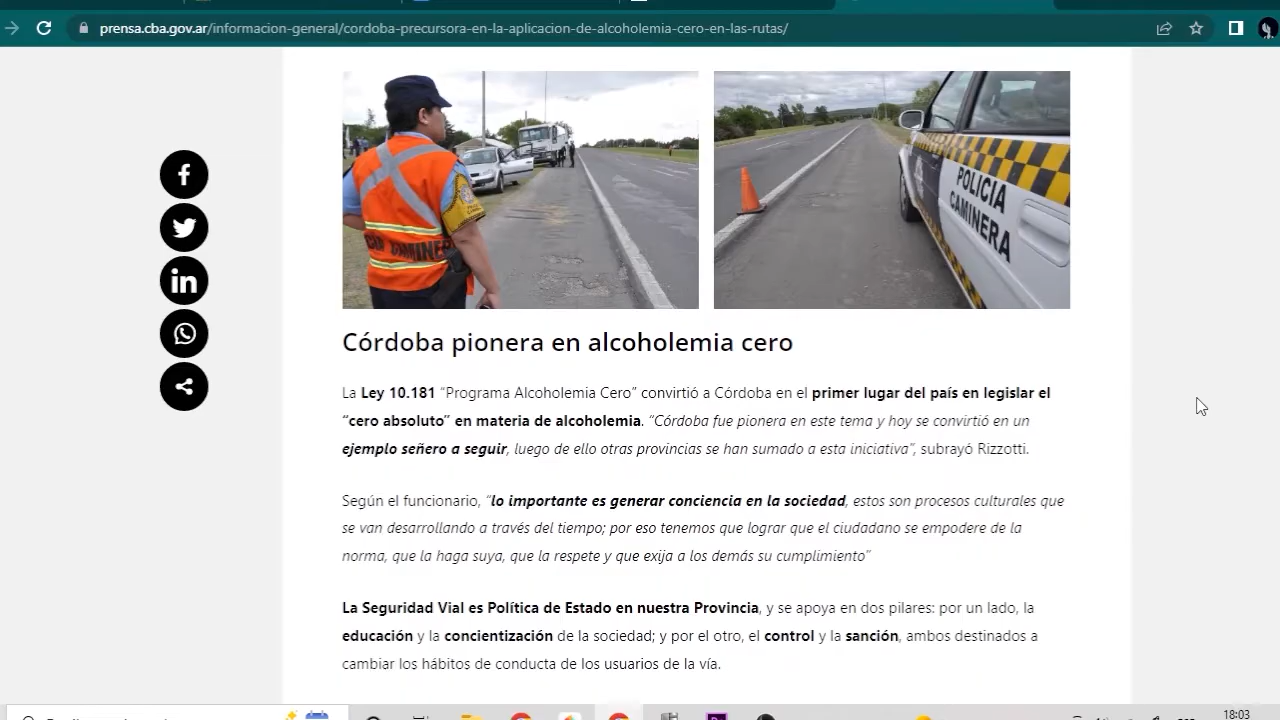 prensa.cba.gov.ar/informacion-general/cordoba-precursora-en-la-aplicacion-de-alcoholemia-cero-en-las-rutas/
CAMINERA
POLICÍA
CAMINERA
Córdoba pionera en alcoholemia cero
La Ley 10.181 “Programa Alcoholemia Cero” convirtió a Córdoba en el primer lugar del país en legislar el
“cero absoluto” en materia de alcoholemia. “Córdoba fue pionera en este tema y hoy se convirtió en un
ejemplo señero a seguir, luego de ello otras provincias se han sumado a esta iniciativa”, subrayó Rizzotti.
Según el funcionario, “lo importante es generar conciencia en la sociedad, estos son procesos culturales que
se van desarrollando a través del tiempo; por eso tenemos que lograr que el ciudadano se empodere de la
norma, que la haga suya, que la respete y que exija a los demás su cumplimiento”
La Seguridad Vial es Política de Estado en nuestra Provincia, y se apoya en dos pilares: por un lado, la
educación y la concientización de la sociedad; y por el otro, el control y la sanción, ambos destinados a
cambiar los hábitos de conducta de los usuarios de la vía.
18:03